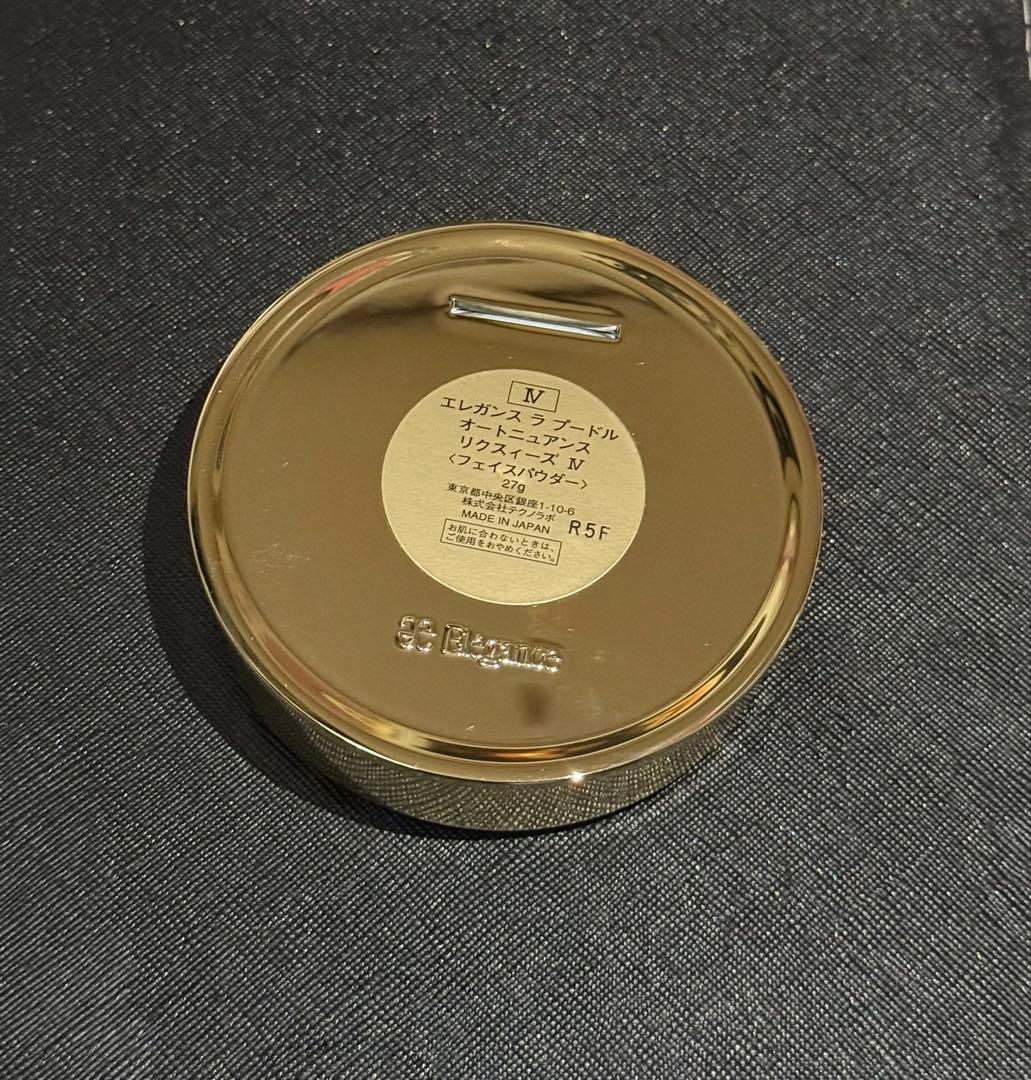 Ⅳ
エレガンス ラ プードル
オートニュアンス
リクスィーズ Ⅳ
〈フェイスパウダー〉
27g
東京都中央区銀座1-10-6
株式会社テクノラボ
MADE IN JAPAN R5F
お肌に合わないときは、
ご使用をおやめください。
æ Elégance